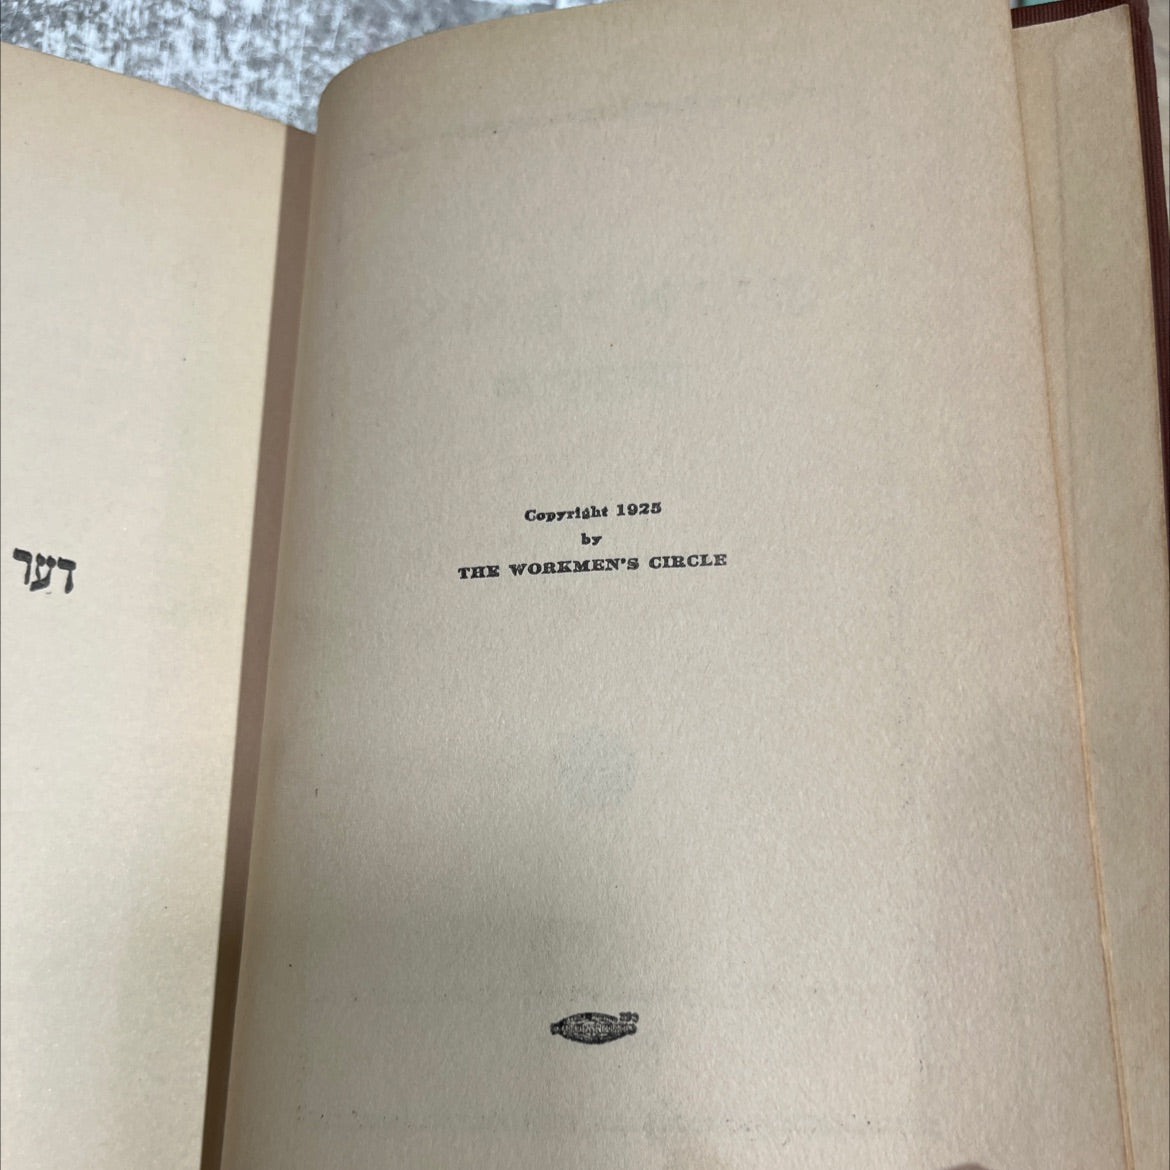 דער
Copyright 1925
by
THE WORKMEN'S CIRCLE